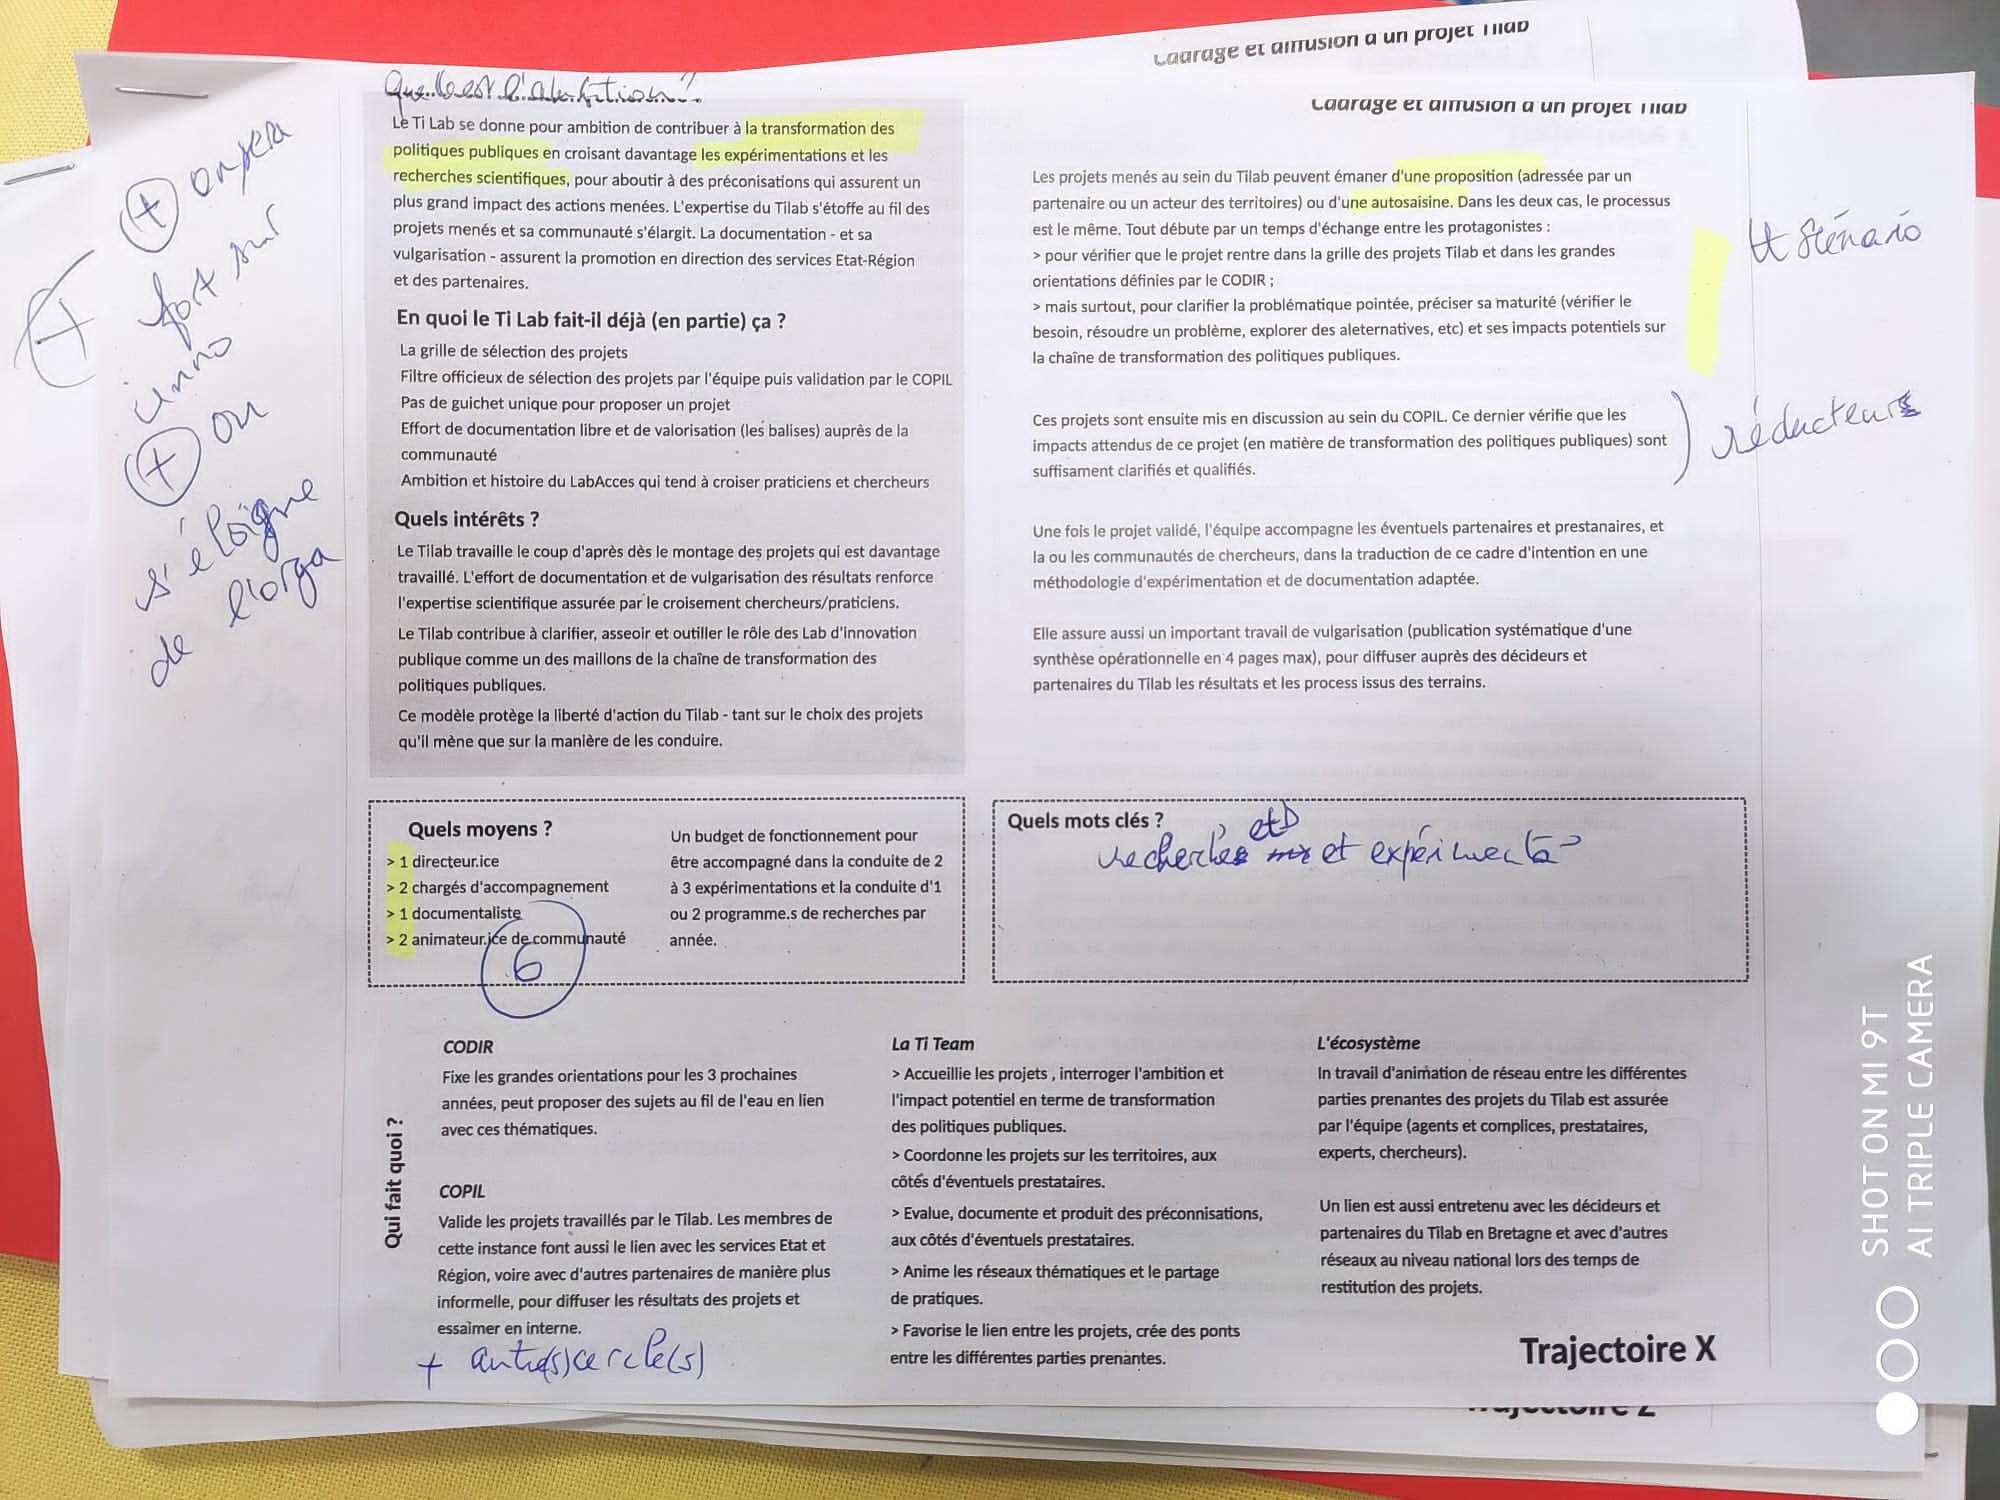 Cadrage et diffusion d'un projet Tilab
Cadrage et diffusion d'un projet Tilab
Quelle est l'ambition ?
Le Ti Lab se donne pour ambition de contribuer à la transformation des
politiques publiques en croisant davantage les expérimentations et les
recherches scientifiques, pour aboutir à des préconisations qui assurent un
plus grand impact des actions menées. L'expertise du Tilab s'étoffe au fil des
projets menés et sa communauté s'élargit. La documentation - et sa
vulgarisation - assurent la promotion en direction des services Etat-Région
et des partenaires.
En quoi le Ti Lab fait-il déjà (en partie) ça ?
La grille de sélection des projets
Filtre officieux de sélection des projets par l'équipe puis validation par le COPIL
Pas de guichet unique pour proposer un projet
Effort de documentation libre et de valorisation (les balises) auprès de la
communauté
Ambition et histoire du LabAcces qui tend à croiser praticiens et chercheurs
Quels intérêts ?
Le Tilab travaille le coup d'après dès le montage des projets qui est davantage
travaillé. L'effort de documentation et de vulgarisation des résultats renforce
l'expertise scientifique assurée par le croisement chercheurs/praticiens.
Le Tilab contribue à clarifier, asseoir et outiller le rôle des Lab d'innovation
publique comme un des maillons de la chaîne de transformation des
politiques publiques.
Ce modèle protège la liberté d'action du Tilab - tant sur le choix des projets
qu'il mène que sur la manière de les conduire.
+ on sera
fort sur
inno
+ on
s'éloigne
de l'orga
+
Les projets menés au sein du Tilab peuvent émaner d'une proposition (adressée par un
partenaire ou un acteur des territoires) ou d'une autosaisine. Dans les deux cas, le processus
est le même. Tout débute par un temps d'échange entre les protagonistes :
> pour vérifier que le projet rentre dans la grille des projets Tilab et dans les grandes
orientations définies par le CODIR ;
> mais surtout, pour clarifier la problématique pointée, préciser sa maturité (vérifier le
besoin, résoudre un problème, explorer des aleternatives, etc) et ses impacts potentiels sur
la chaîne de transformation des politiques publiques.
scénario
Ces projets sont ensuite mis en discussion au sein du COPIL. Ce dernier vérifie que les
impacts attendus de ce projet (en matière de transformation des politiques publiques) sont
suffisament clarifiés et qualifiés.
réducteur
Une fois le projet validé, l'équipe accompagne les éventuels partenaires et prestanaires, et
la ou les communautés de chercheurs, dans la traduction de ce cadre d'intention en une
méthodologie d'expérimentation et de documentation adaptée.
Elle assure aussi un important travail de vulgarisation (publication systématique d'une
synthèse opérationnelle en 4 pages max), pour diffuser auprès des décideurs et
partenaires du Tilab les résultats et les process issus des terrains.
Quels moyens ?
> 1 directeur.ice
> 2 chargés d'accompagnement
> 1 documentaliste
> 2 animateur.ice de communauté
6
Un budget de fonctionnement pour
être accompagné dans la conduite de 2
à 3 expérimentations et la conduite d'1
ou 2 programme.s de recherches par
année.
Quels mots clés ?
et D
recherches et expérimenta°
Qui fait quoi ?
CODIR
Fixe les grandes orientations pour les 3 prochaines
années, peut proposer des sujets au fil de l'eau en lien
avec ces thématiques.
COPIL
Valide les projets travaillés par le Tilab. Les membres de
cette instance font aussi le lien avec les services Etat et
Région, voire avec d'autres partenaires de manière plus
informelle, pour diffuser les résultats des projets et
essaimer en interne.
+ autre(s) cercle(s)
La Ti Team
> Accueillie les projets , interroger l'ambition et
l'impact potentiel en terme de transformation
des politiques publiques.
> Coordonne les projets sur les territoires, aux
côtés d'éventuels prestataires.
> Evalue, documente et produit des préconnisations,
aux côtés d'éventuels prestataires.
> Anime les réseaux thématiques et le partage
de pratiques.
> Favorise le lien entre les projets, crée des ponts
entre les différentes parties prenantes.
L'écosystème
In travail d'animation de réseau entre les différentes
parties prenantes des projets du Tilab est assurée
par l'équipe (agents et complices, prestataires,
experts, chercheurs).
Un lien est aussi entretenu avec les décideurs et
partenaires du Tilab en Bretagne et avec d'autres
réseaux au niveau national lors des temps de
restitution des projets.
Trajectoire X
Trajectoire Z
SHOT ON MI 9T
AI TRIPLE CAMERA